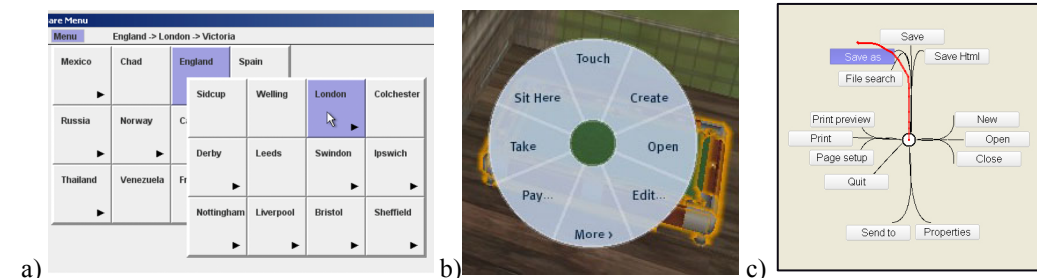 are Menu
Menu England -> London -> Victoria
Mexico Chad England Spain
Sidcup Welling London Colchester
Russia Norway
Derby Leeds Swindon Ipswich
Thailand Venezuela Fr
Nottingham Liverpool Bristol Sheffield
a)
Touch
Sit Here Create
Take Open
Pay... Edit...
More ›
b)
Save
Save as Save Html
File search
Print preview New
Print Open
Page setup Close
Quit
Send to Properties
c)